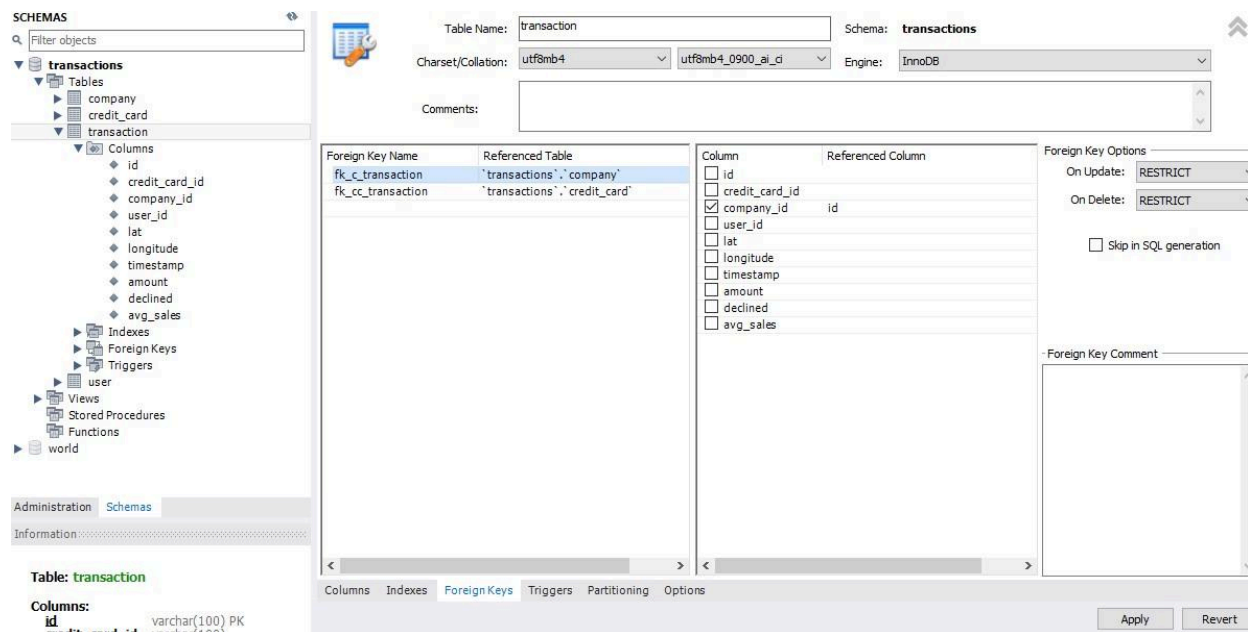 SCHEMAS
Filter objects
transactions
Tables
company
credit_card
transaction
Columns
id
credit_card_id
company_id
user_id
lat
longitude
timestamp
amount
declined
avg_sales
Indexes
Foreign Keys
Triggers
user
Views
Stored Procedures
Functions
world
Administration Schemas
Information
Table: transaction
Columns:
id varchar(100) PK
credit_card_id varchar(100)
Table Name: transaction Schema: transactions
Charset/Collation: utf8mb4 utf8mb4_0900_ai_ci Engine: InnoDB
Comments:
Foreign Key Name Referenced Table
fk_c_transaction `transactions`.`company`
fk_cc_transaction `transactions`.`credit_card`
Column Referenced Column
id
credit_card_id
company_id id
user_id
lat
longitude
timestamp
amount
declined
avg_sales
Foreign Key Options
On Update: RESTRICT
On Delete: RESTRICT
Skip in SQL generation
Foreign Key Comment
Columns Indexes Foreign Keys Triggers Partitioning Options
Apply Revert